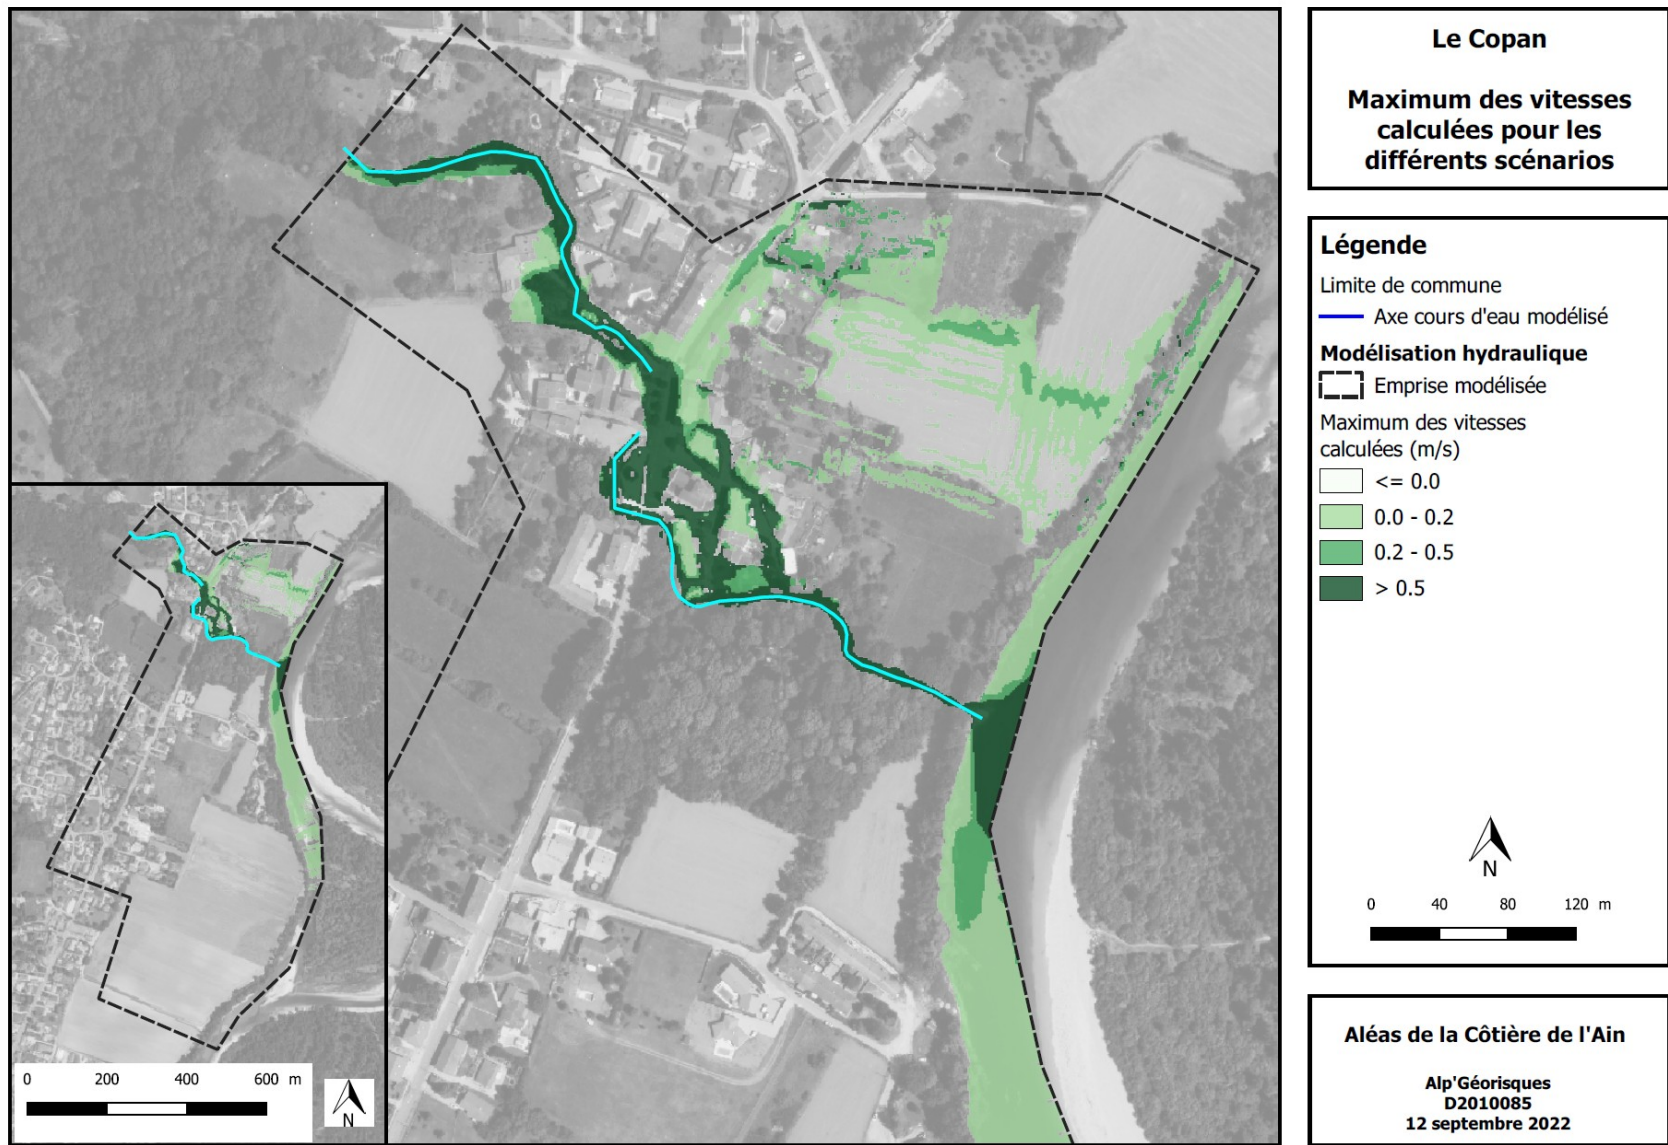 Le Copan
Maximum des vitesses
calculées pour les
différents scénarios
Légende
Limite de commune
Axe cours d'eau modélisé
Modélisation hydraulique
Emprise modélisée
Maximum des vitesses
calculées (m/s)
<= 0.0
0.0 - 0.2
0.2 - 0.5
> 0.5
N
0 40 80 120 m
Aléas de la Côtière de l'Ain
Alp'Géorisques
D2010085
12 septembre 2022
0 200 400 600 m
N